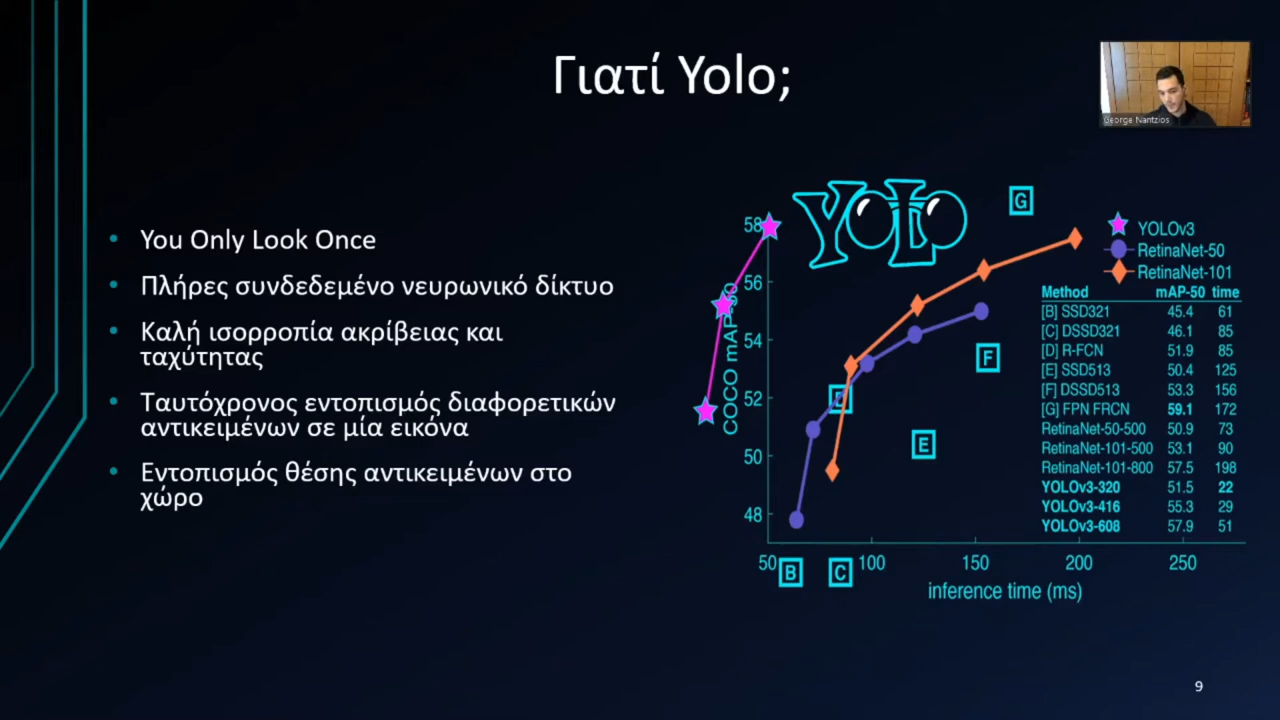 Γιατί Yolo;
George Nantzios
• You Only Look Once
• Πλήρες συνδεδεμένο νευρωνικό δίκτυο
• Καλή ισορροπία ακρίβειας και
ταχύτητας
• Ταυτόχρονος εντοπισμός διαφορετικών
αντικειμένων σε μία εικόνα
• Εντοπισμός θέσης αντικειμένων στο
χώρο
YOLO
COCO mAP-50
58
56
54
52
50
48
50
100
150
200
250
inference time (ms)
B
C
D
E
F
G
YOLOv3
RetinaNet-50
RetinaNet-101
Method mAP-50 time
[B] SSD321 45.4 61
[C] DSSD321 46.1 85
[D] R-FCN 51.9 85
[E] SSD513 50.4 125
[F] DSSD513 53.3 156
[G] FPN FRCN 59.1 172
RetinaNet-50-500 50.9 73
RetinaNet-101-500 53.1 90
RetinaNet-101-800 57.5 198
YOLOv3-320 51.5 22
YOLOv3-416 55.3 29
YOLOv3-608 57.9 51
9